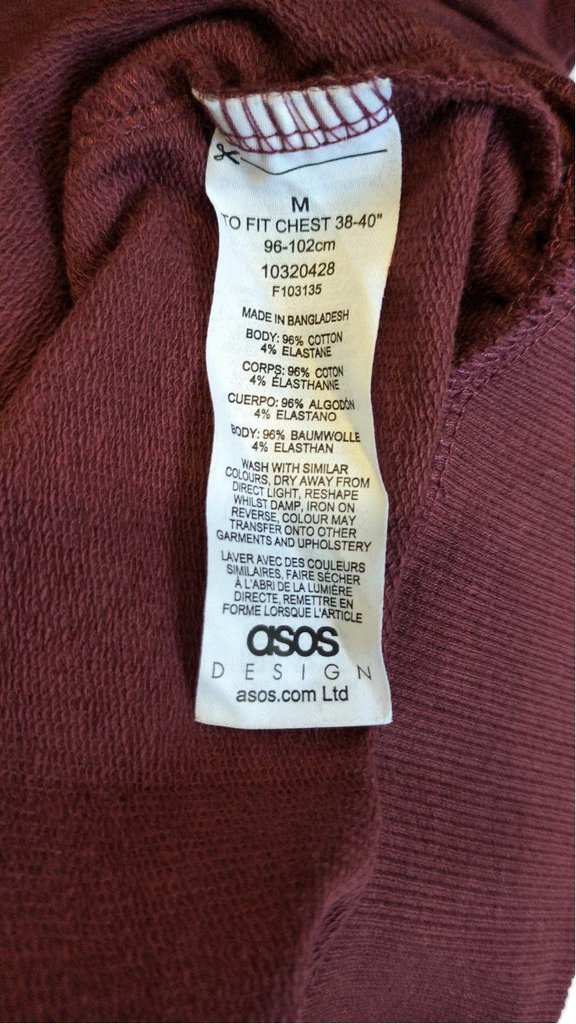 M
TO FIT CHEST 38-40"
96-102cm
10320428
F103135
MADE IN BANGLADESH
BODY: 96% COTTON
4% ELASTANE
CORPS: 96% COTON
4% ÉLASTHANNE
CUERPO: 96% ALGODÓN
4% ELASTANO
BODY: 96% BAUMWOLLE
4% ELASTHAN
WASH WITH SIMILAR
COLOURS, DRY AWAY FROM
DIRECT LIGHT, RESHAPE
WHILST DAMP, IRON ON
REVERSE, COLOUR MAY
TRANSFER ONTO OTHER
GARMENTS AND UPHOLSTERY
LAVER AVEC DES COULEURS
SIMILAIRES, FAIRE SÉCHER
À L'ABRI DE LA LUMIÈRE
DIRECTE, REMETTRE EN
FORME LORSQUE L'ARTICLE
asos
DESIGN
asos.com Ltd